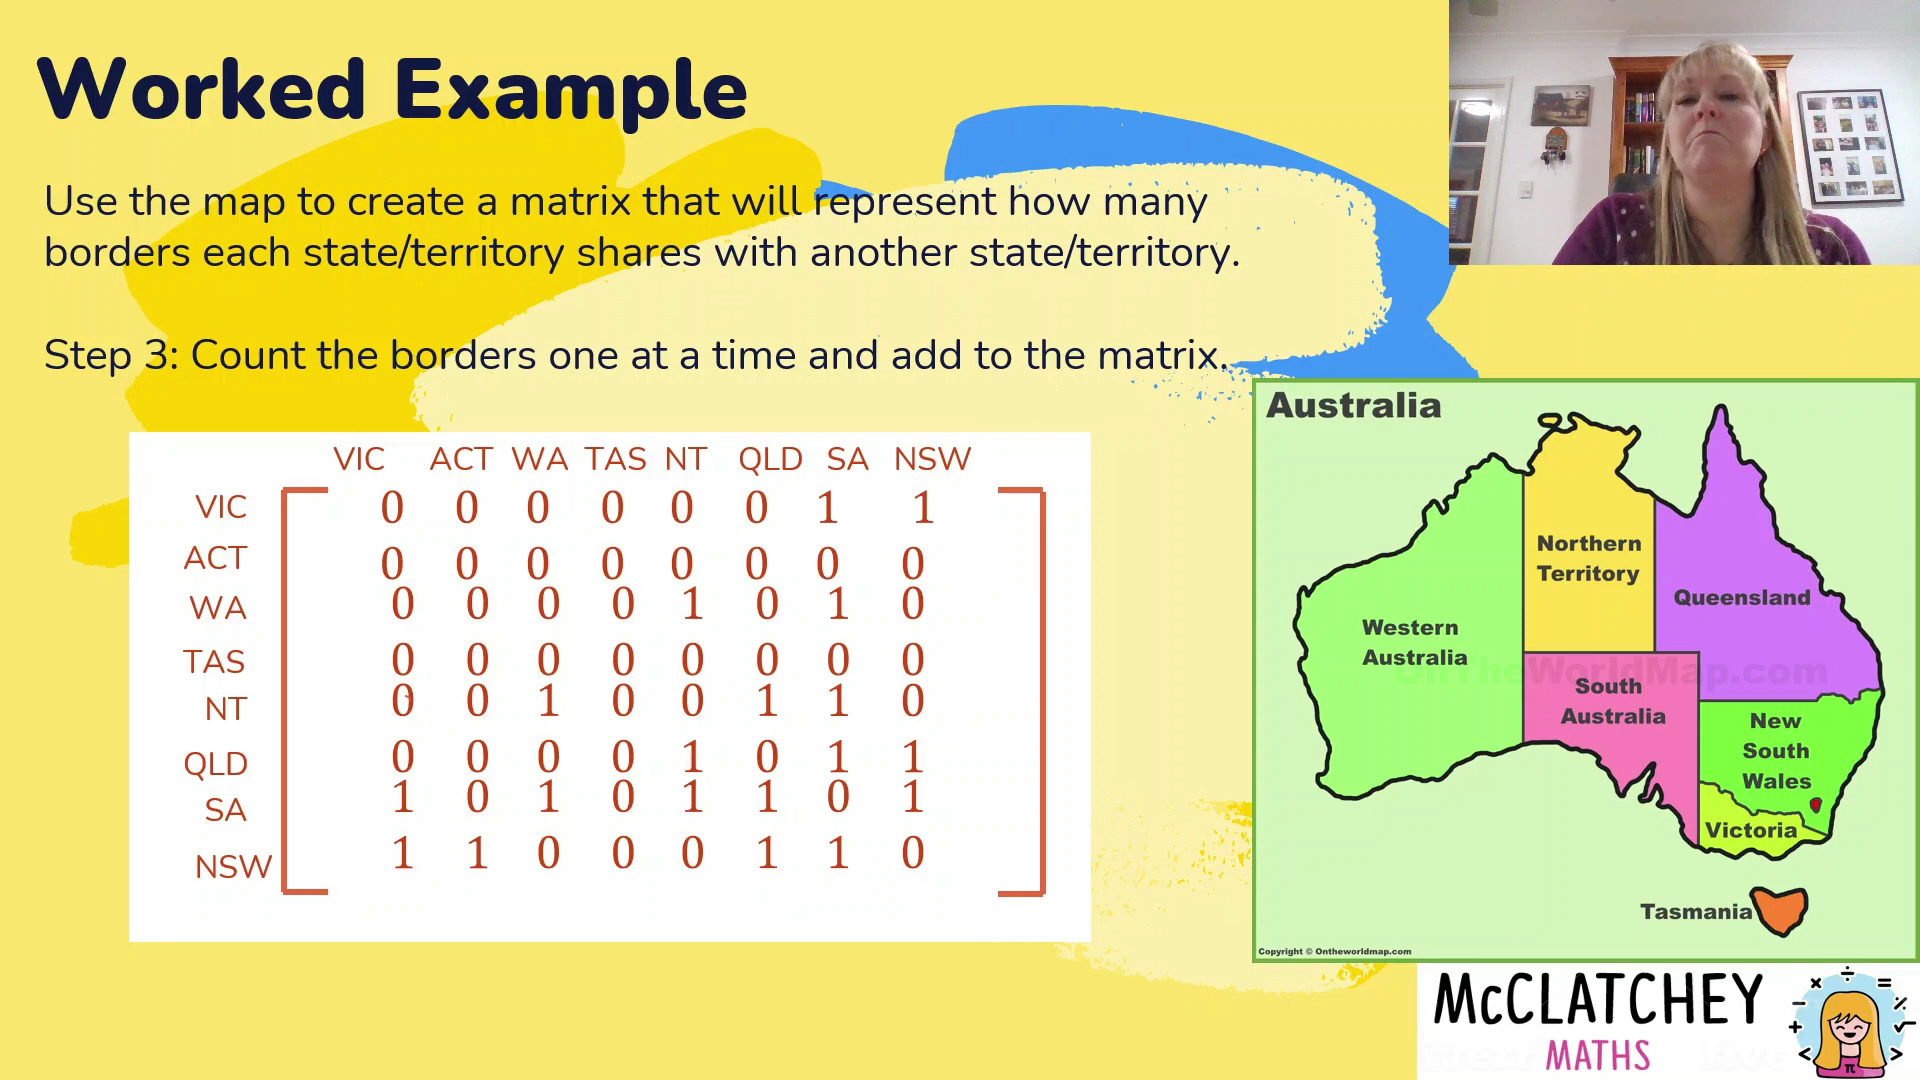 Worked Example
Use the map to create a matrix that will represent how many
borders each state/territory shares with another state/territory.
Step 3: Count the borders one at a time and add to the matrix.
VIC ACT WA TAS NT QLD SA NSW
VIC 0 0 0 0 0 0 1 1
ACT 0 0 0 0 0 0 0 0
WA 0 0 0 0 1 0 1 0
TAS 0 0 0 0 0 0 0 0
NT 0 0 1 0 0 1 1 0
QLD 0 0 0 0 1 0 1 1
SA 1 0 1 0 1 1 0 1
NSW 1 1 0 0 0 1 1 0
Australia
Northern
Territory
Queensland
Western
Australia
OnTheWorldMap.com
South
Australia
New
South
Wales
Victoria
Tasmania
Copyright © Ontheworldmap.com
McCLATCHEY
MATHS
× ÷ = − % + √ < > π